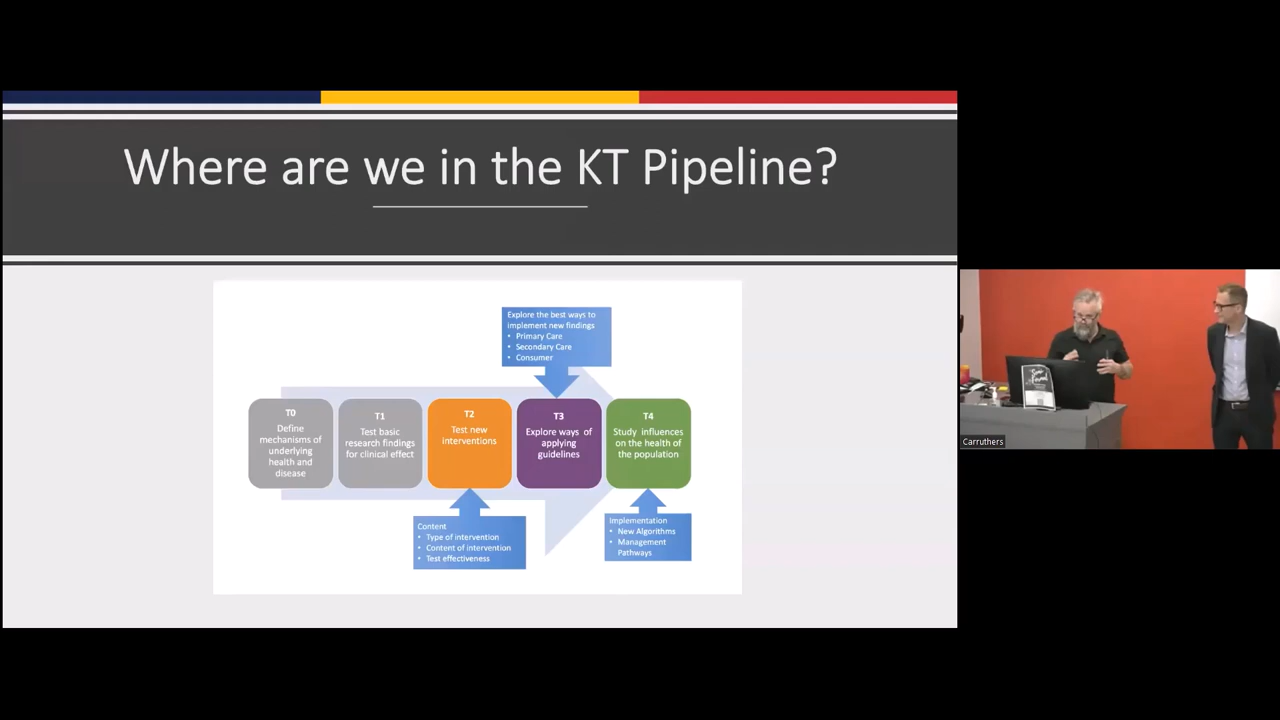 Where are we in the KT Pipeline?
Explore the best ways to
implement new findings
• Primary Care
• Secondary Care
• Consumer
T0
Define
mechanisms of
underlying
health and
disease
T1
Test basic
research findings
for clinical effect
T2
Test new
interventions
T3
Explore ways of
applying
guidelines
T4
Study influences
on the health of
the population
Content
• Type of intervention
• Content of intervention
• Test effectiveness
Implementation
• New Algorithms
• Management
Pathways
Carruthers